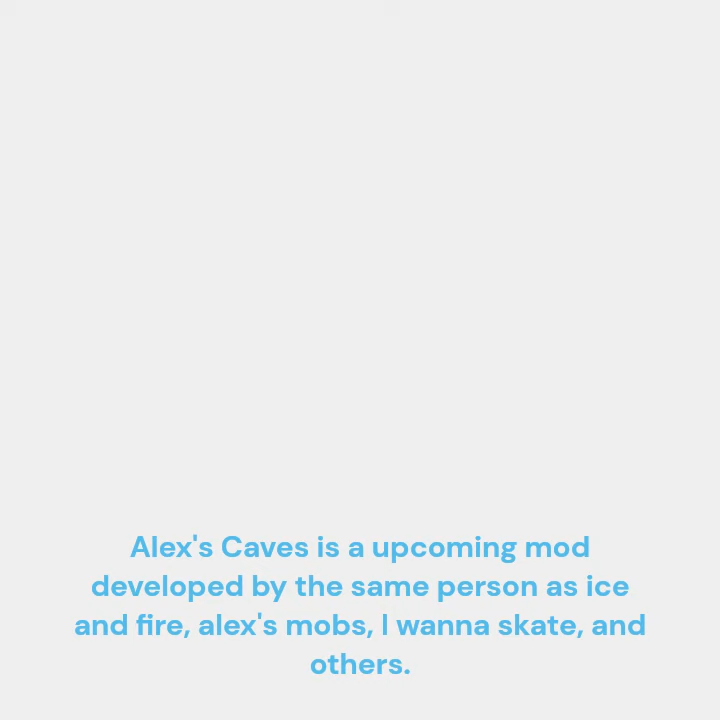 Alex's Caves is a upcoming mod
developed by the same person as ice
and fire, alex's mobs, I wanna skate, and
others.